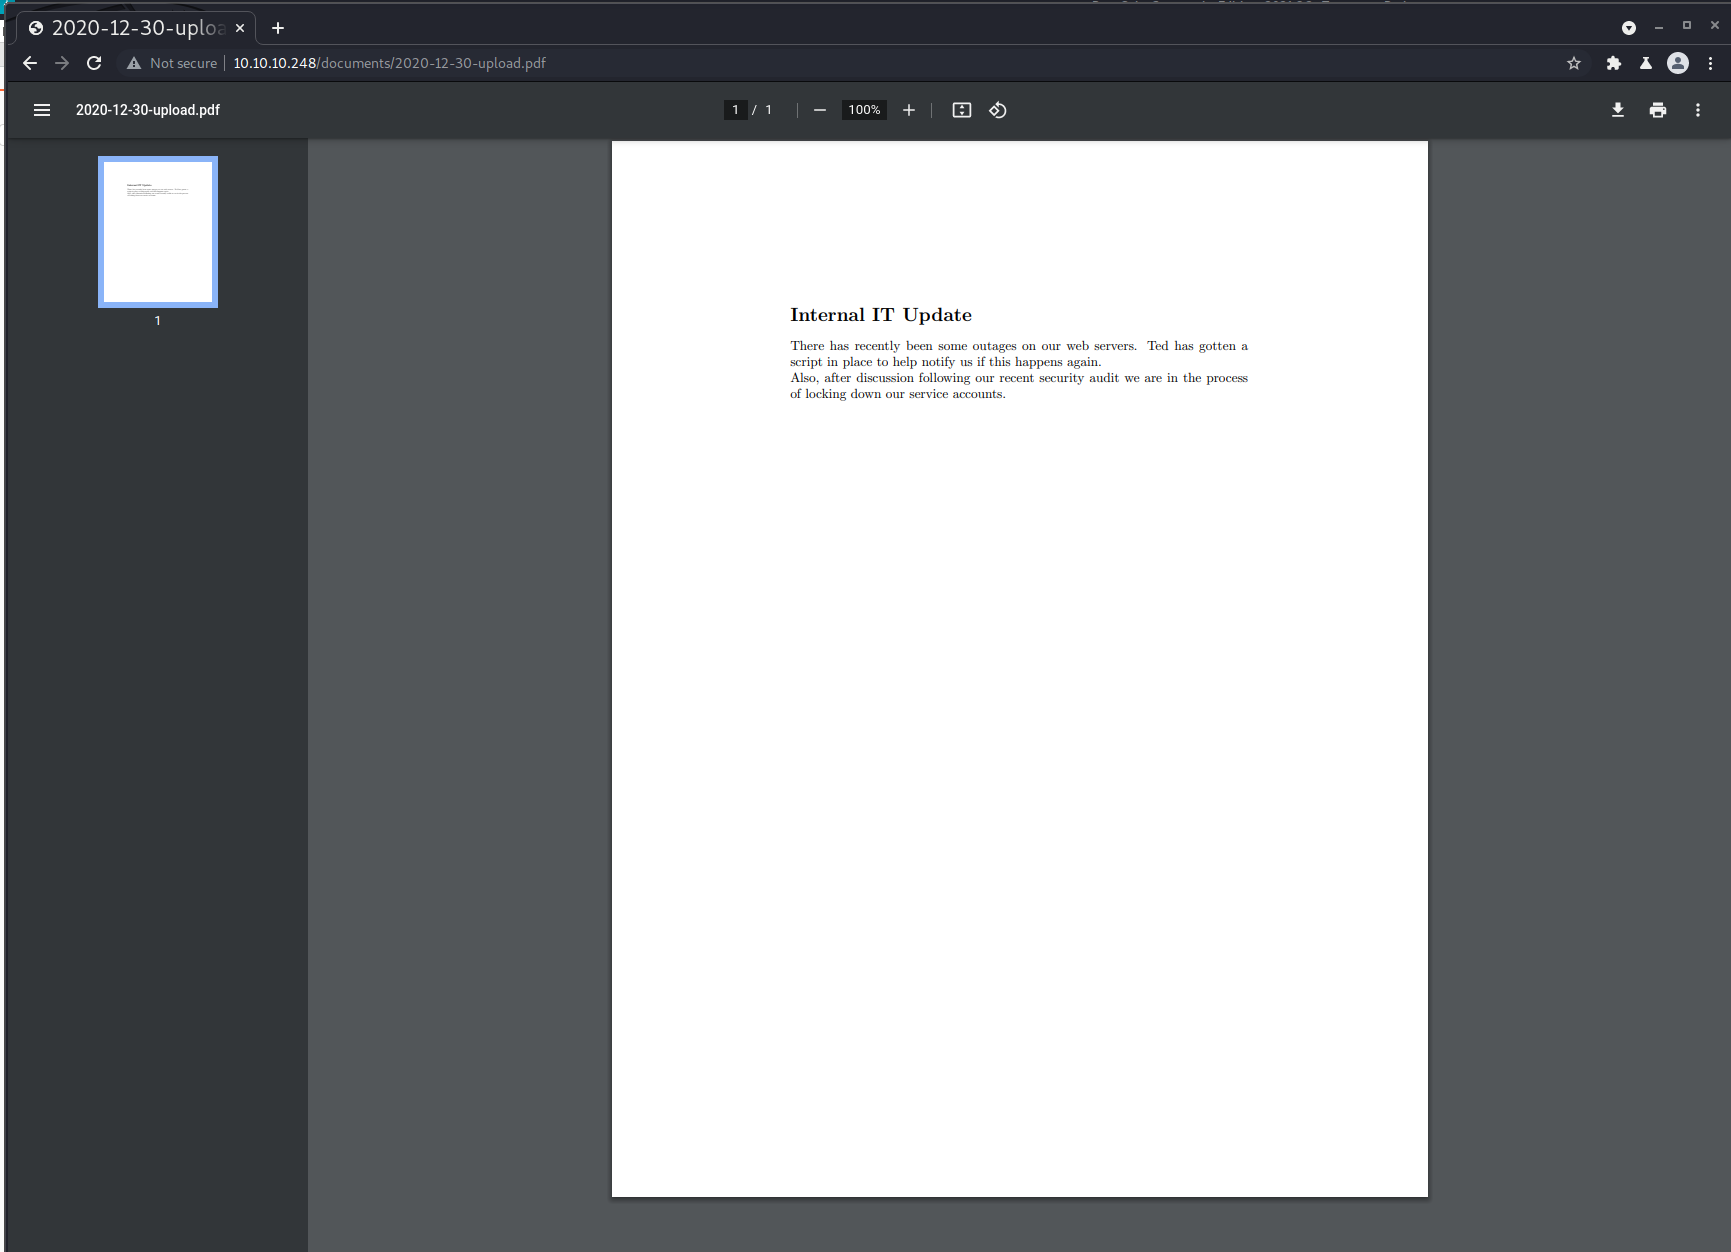 2020-12-30-uploa
Not secure 10.10.10.248/documents/2020-12-30-upload.pdf
2020-12-30-upload.pdf 1 / 1 100%
1
Internal IT Update
There has recently been some outages on our web servers. Ted has gotten a
script in place to help notify us if this happens again.
Also, after discussion following our recent security audit we are in the process
of locking down our service accounts.